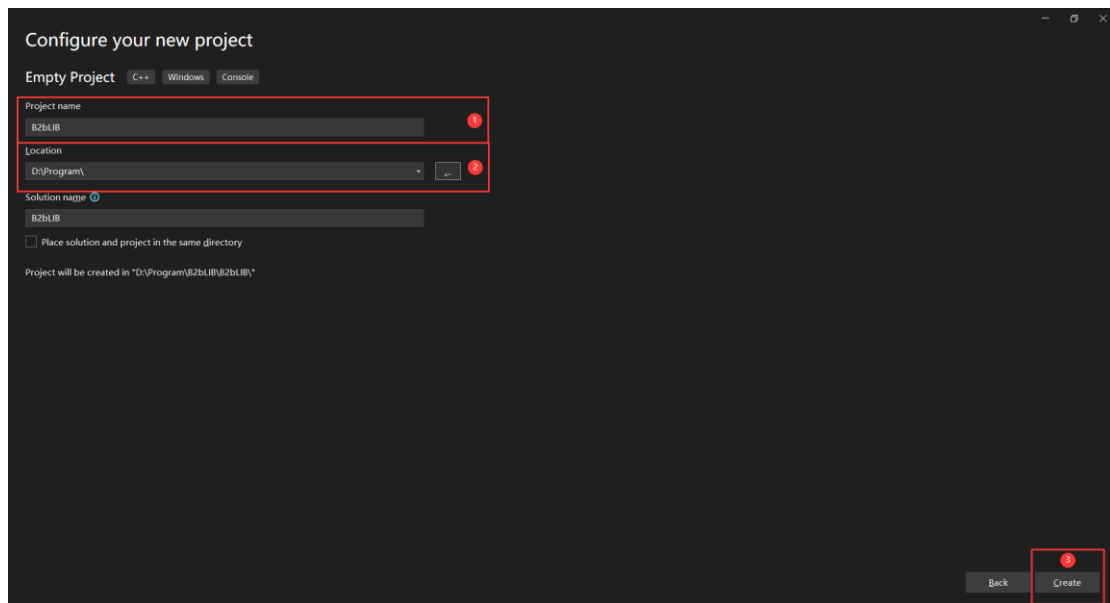 Configure your new project
Empty Project C++ Windows Console
Project name
B2bLIB 1
Location
D:\Program\ ... 2
Solution name
B2bLIB
Place solution and project in the same directory
Project will be created in "D:\Program\B2bLIB\B2bLIB\"
3
Back Create